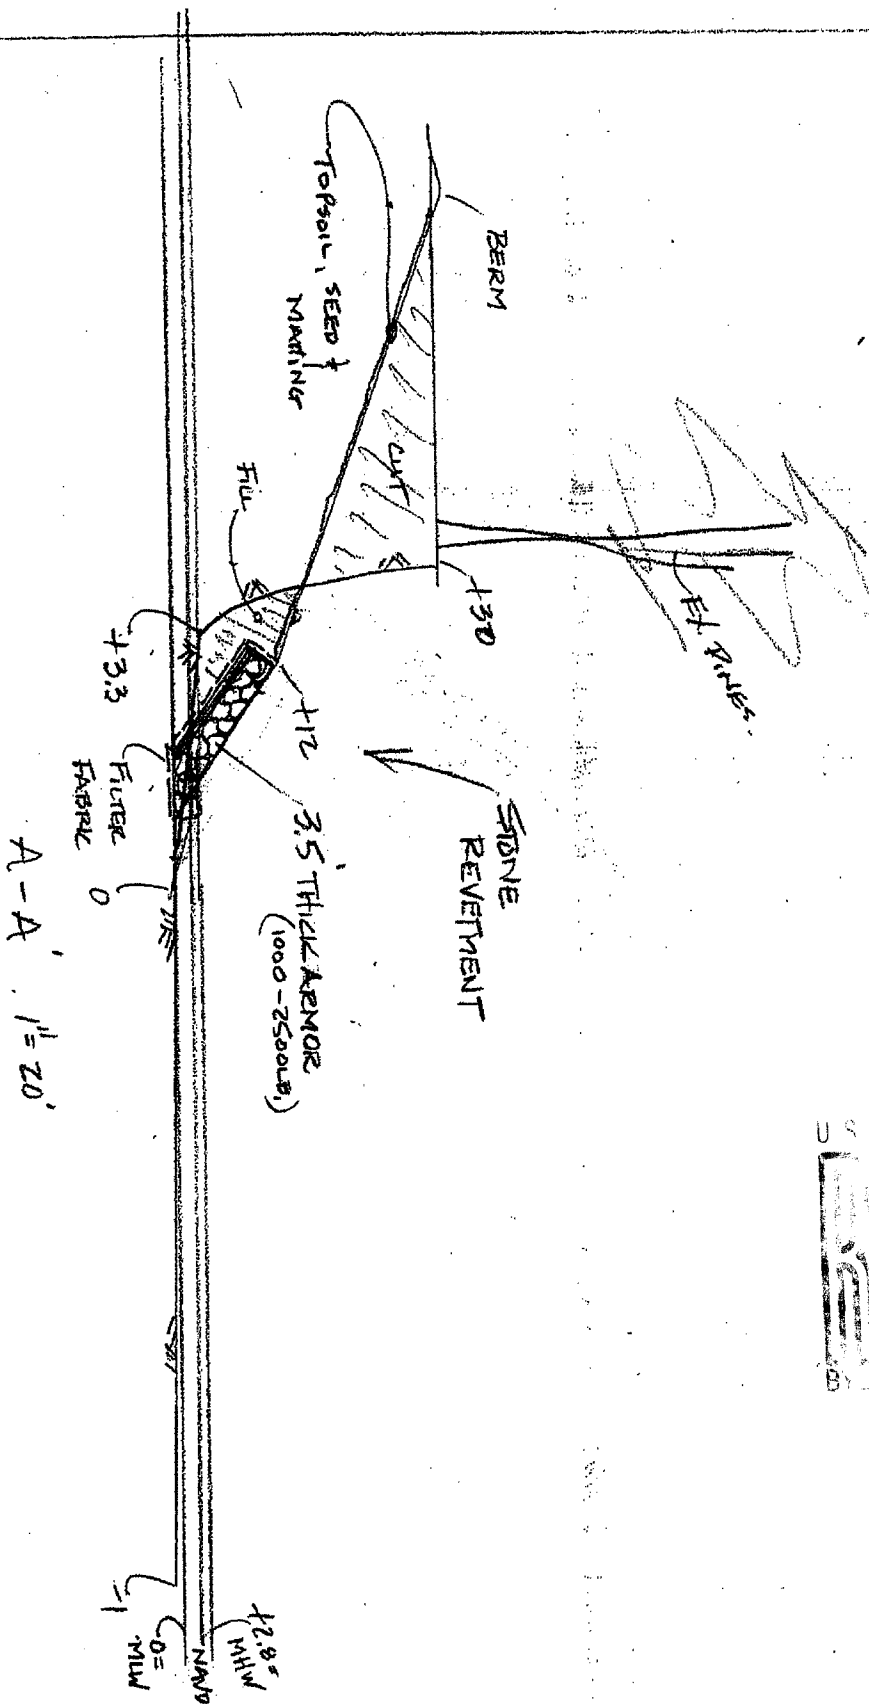 EX. PINES.
BERM
+30
CUT
TOPSOIL, SEED &
MATTING
FILL
STONE
REVETMENT
+12
3.5' THICK ARMOR
(1000-2500LB.)
+3.3
FILTER
FABRIC
0
-1
+2.8=
MHW
NAVD
0=
MLW
A-A' . 1"=20'